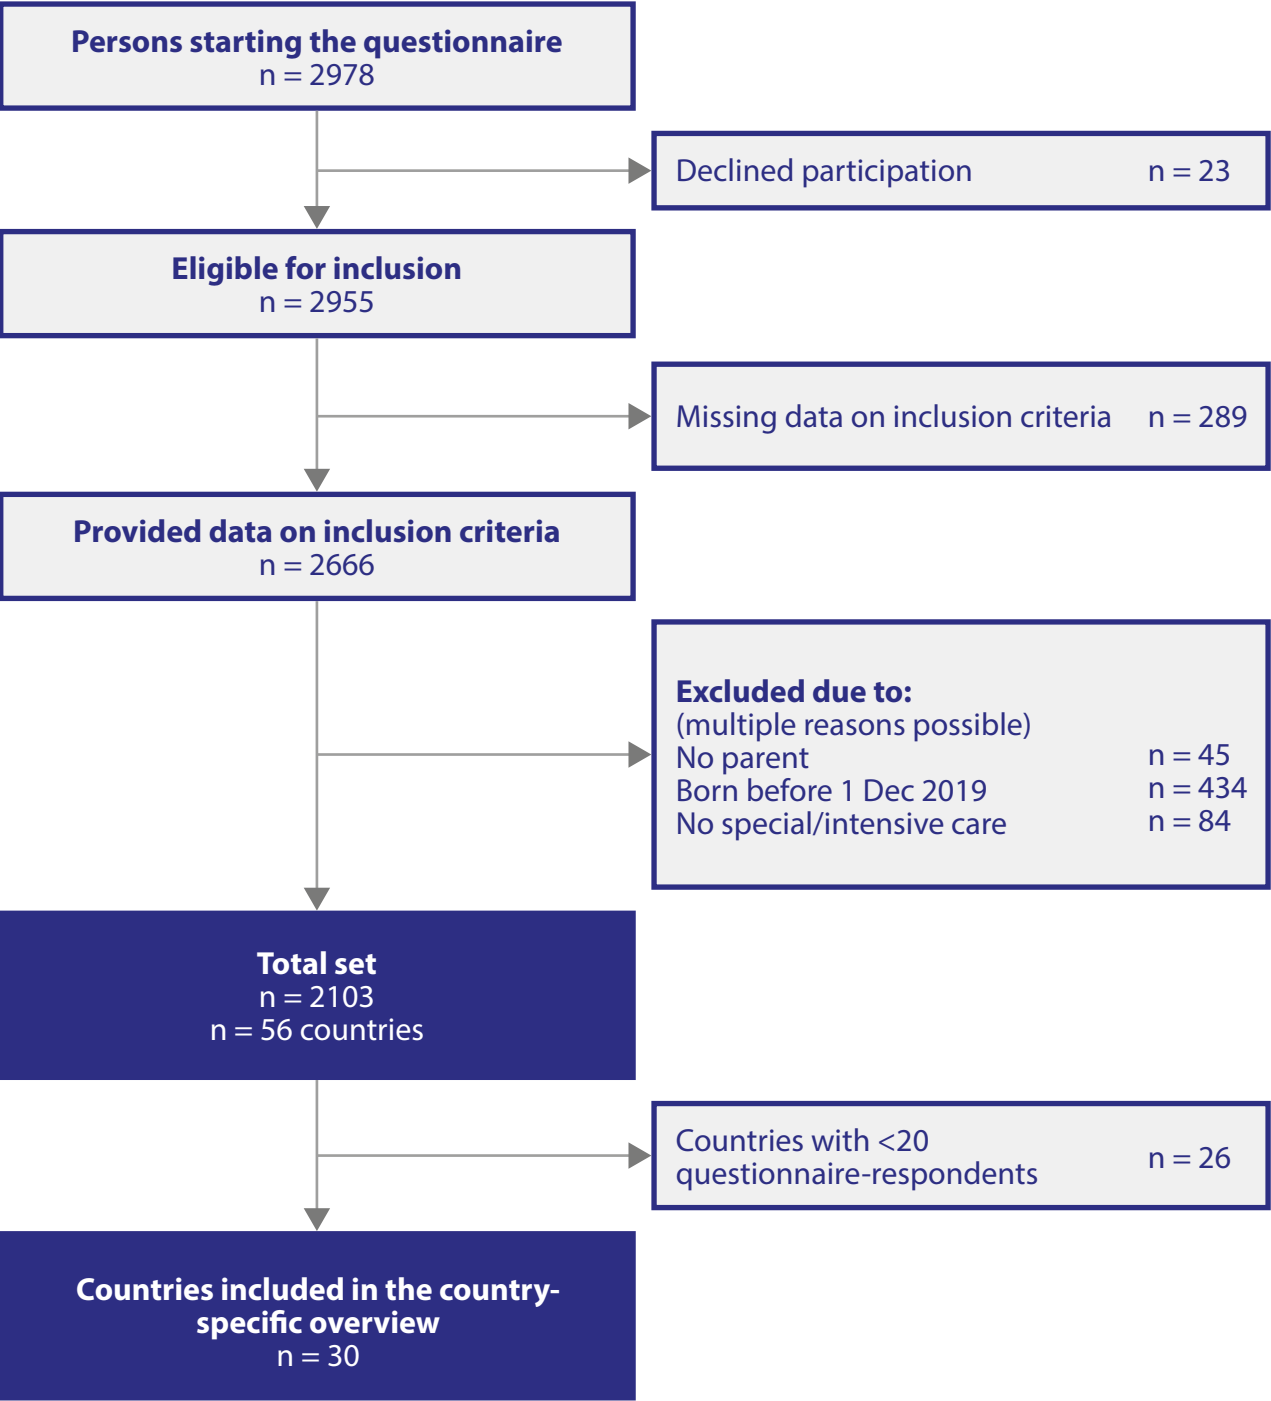 Persons starting the questionnaire
n = 2978
Declined participation n = 23
Eligible for inclusion
n = 2955
Missing data on inclusion criteria n = 289
Provided data on inclusion criteria
n = 2666
Excluded due to:
(multiple reasons possible)
No parent n = 45
Born before 1 Dec 2019 n = 434
No special/intensive care n = 84
Total set
n = 2103
n = 56 countries
Countries with <20
questionnaire-respondents n = 26
Countries included in the country-
specific overview
n = 30